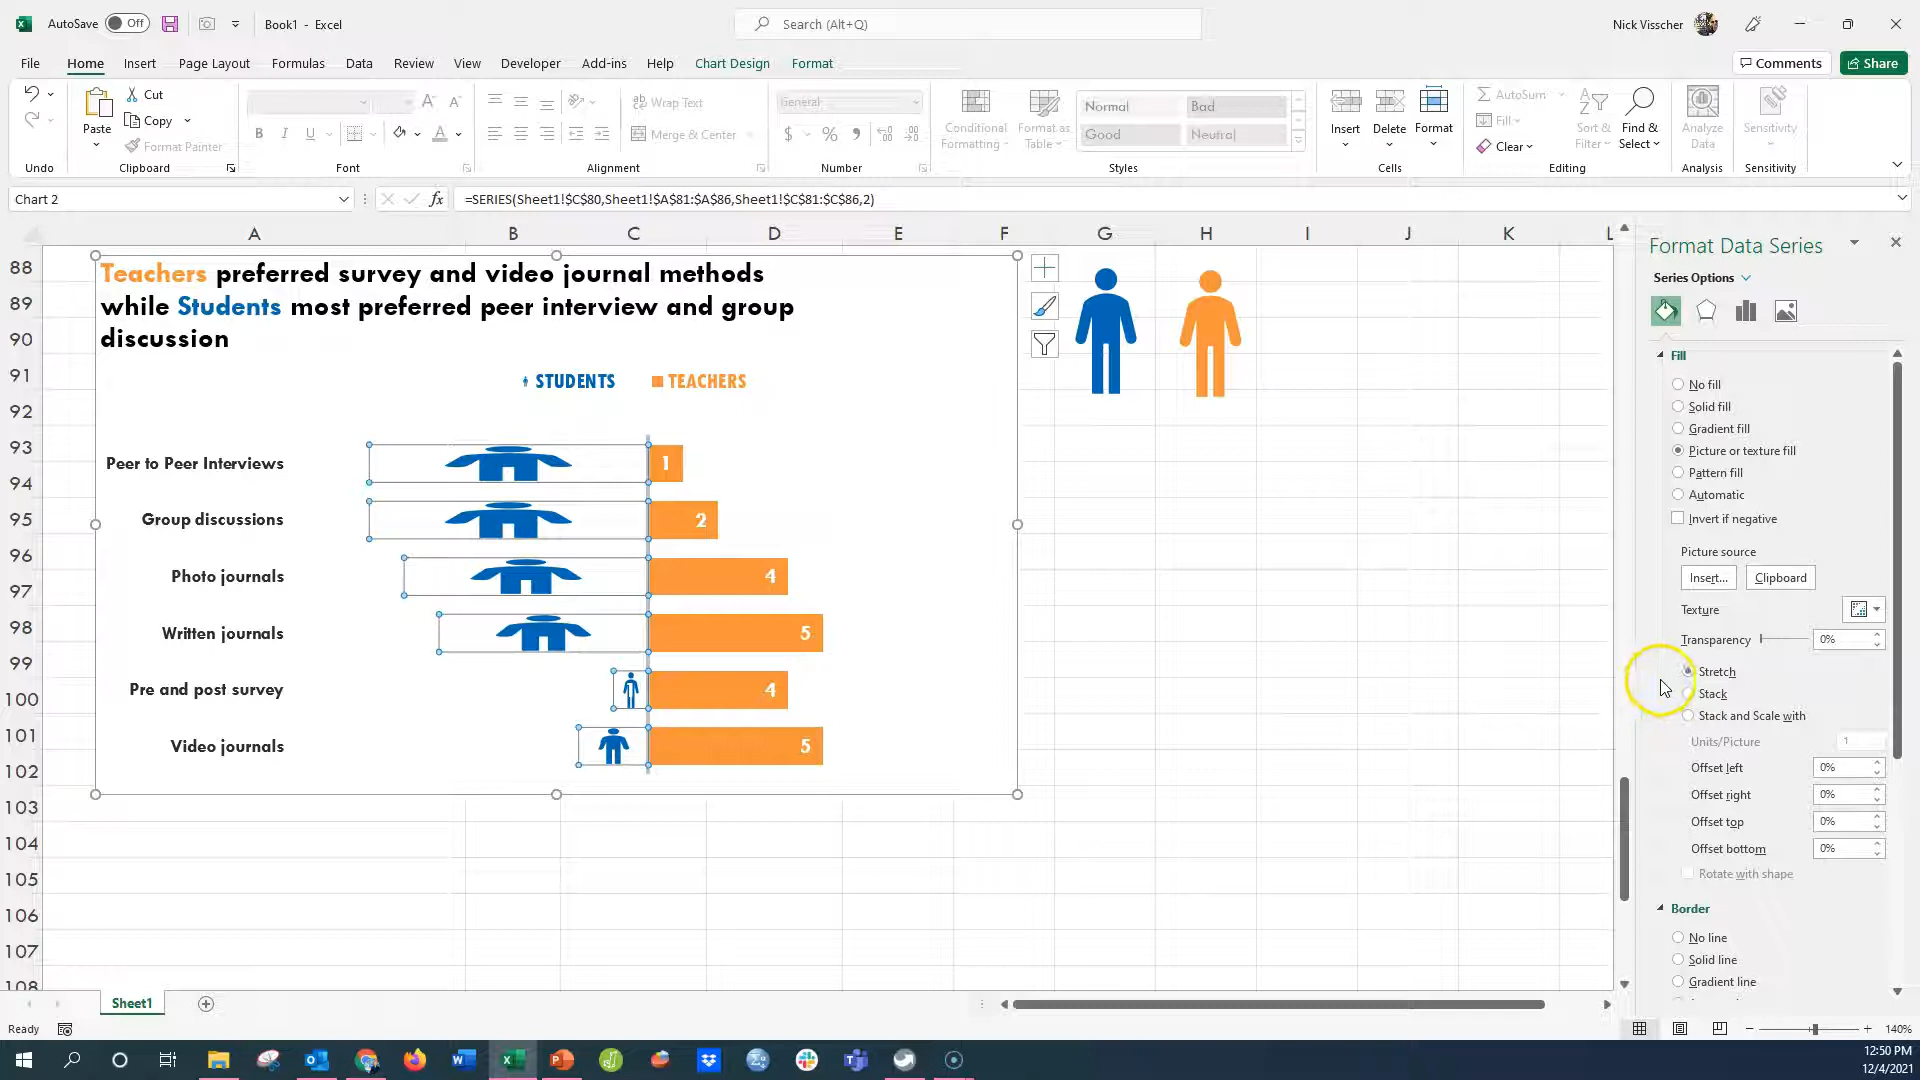 AutoSave Off Book1 - Excel Search (Alt+Q) Nick Visscher
File Home Insert Page Layout Formulas Data Review View Developer Add-ins Help Chart Design Format Comments Share
Paste Cut Copy Format Painter
B I U A
Wrap Text
Merge & Center
General
$ % 9
Conditional Formatting Format as Table
Normal Bad
Good Neutral
Insert Delete Format
AutoSum
Fill
Clear
Sort & Filter Find & Select
Analyze Data
Sensitivity
Undo Clipboard Font Alignment Number Styles Cells Editing Analysis Sensitivity
Chart 2 fx =SERIES(Sheet1!$C$80,Sheet1!$A$81:$A$86,Sheet1!$C$81:$C$86,2)
A B C D E F G H I J K L
88
89
90
91
92
93
94
95
96
97
98
99
100
101
102
103
104
105
106
107
108
Teachers preferred survey and video journal methods
while Students most preferred peer interview and group
discussion
STUDENTS TEACHERS
Peer to Peer Interviews 1
Group discussions 2
Photo journals 4
Written journals 5
Pre and post survey 4
Video journals 5
Format Data Series
Series Options
Fill
No fill
Solid fill
Gradient fill
Picture or texture fill
Pattern fill
Automatic
Invert if negative
Picture source
Insert... Clipboard
Texture
Transparency 0%
Stretch
Stack
Stack and Scale with
Units/Picture 1
Offset left 0%
Offset right 0%
Offset top 0%
Offset bottom 0%
Rotate with shape
Border
No line
Solid line
Gradient line
Sheet1
Ready 140%
12:50 PM
12/4/2021